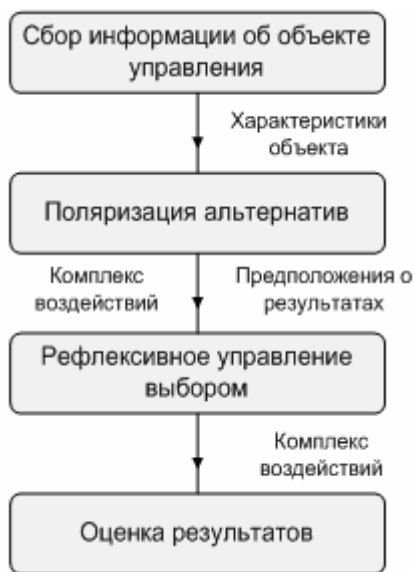 Сбор информации об объекте
управления
Характеристики
объекта
Поляризация альтернатив
Комплекс
воздействий
Предположения о
результатах
Рефлексивное управление
выбором
Комплекс
воздействий
Оценка результатов